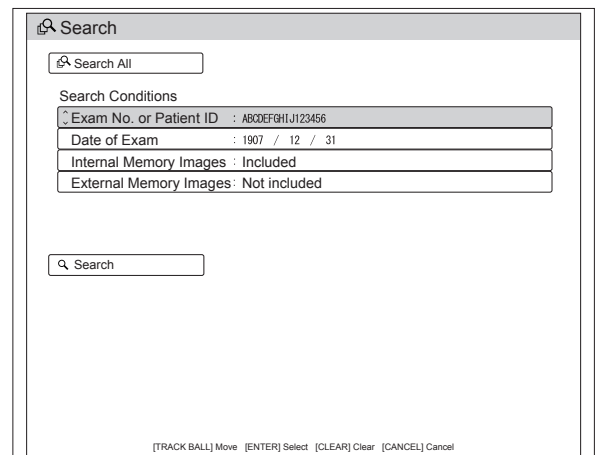 Search
Search All
Search Conditions
Exam No. or Patient ID : ABCDEFGHIJ123456
Date of Exam : 1907 / 12 / 31
Internal Memory Images : Included
External Memory Images : Not included
Search
[TRACK BALL] Move [ENTER] Select [CLEAR] Clear [CANCEL] Cancel